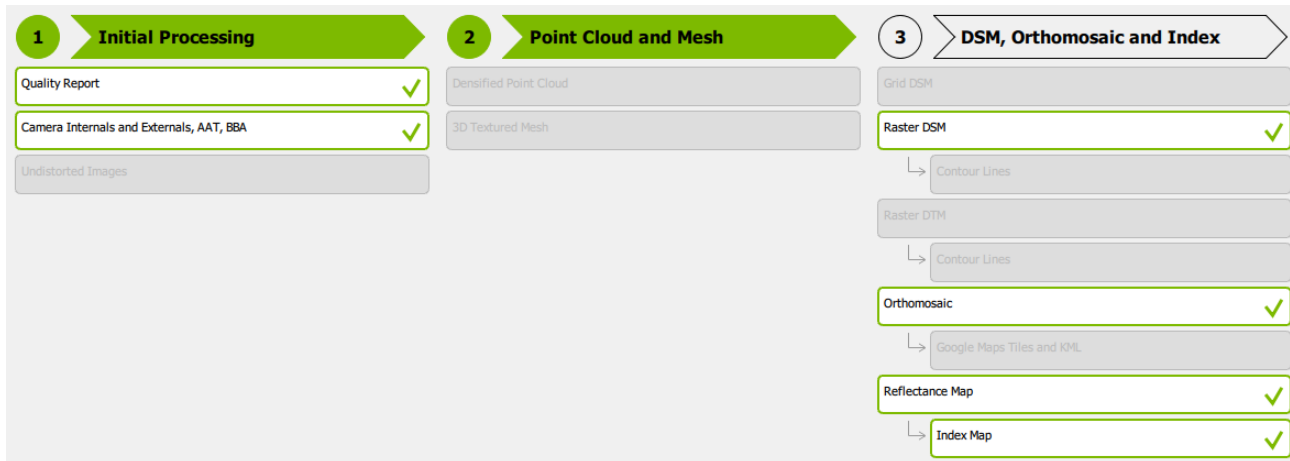 1 Initial Processing
Quality Report
Camera Internals and Externals, AAT, BBA
Undistorted Images
2 Point Cloud and Mesh
Densified Point Cloud
3D Textured Mesh
3 DSM, Orthomosaic and Index
Grid DSM
Raster DSM
Contour Lines
Raster DTM
Contour Lines
Orthomosaic
Google Maps Tiles and KML
Reflectance Map
Index Map